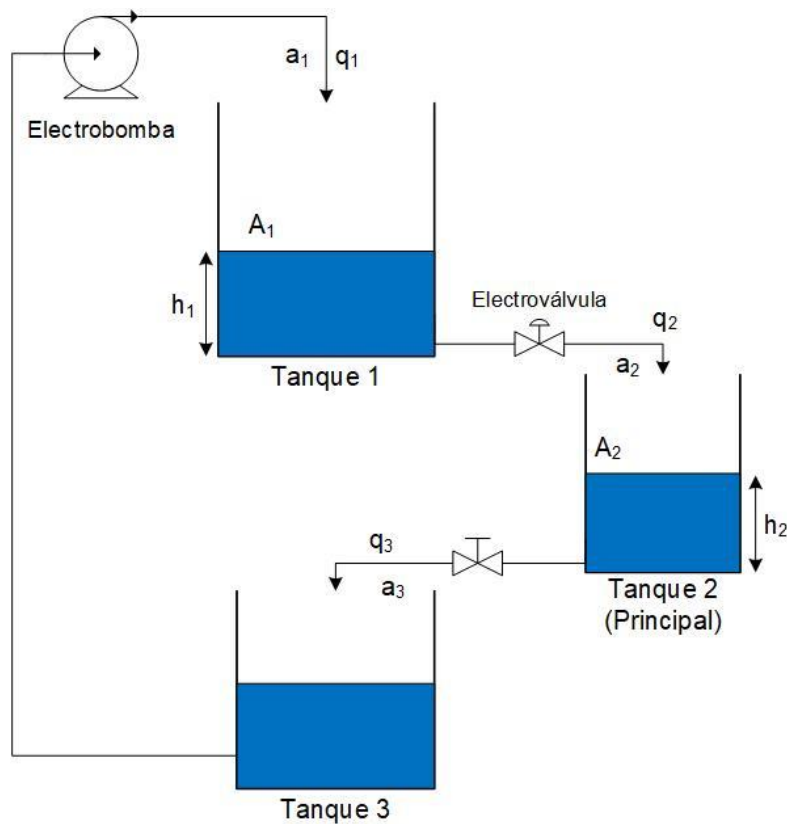 a₁ q₁
Electrobomba
A₁
h₁
Electroválvula
q₂
a₂
Tanque 1
A₂
h₂
q₃
a₃
Tanque 2
(Principal)
Tanque 3